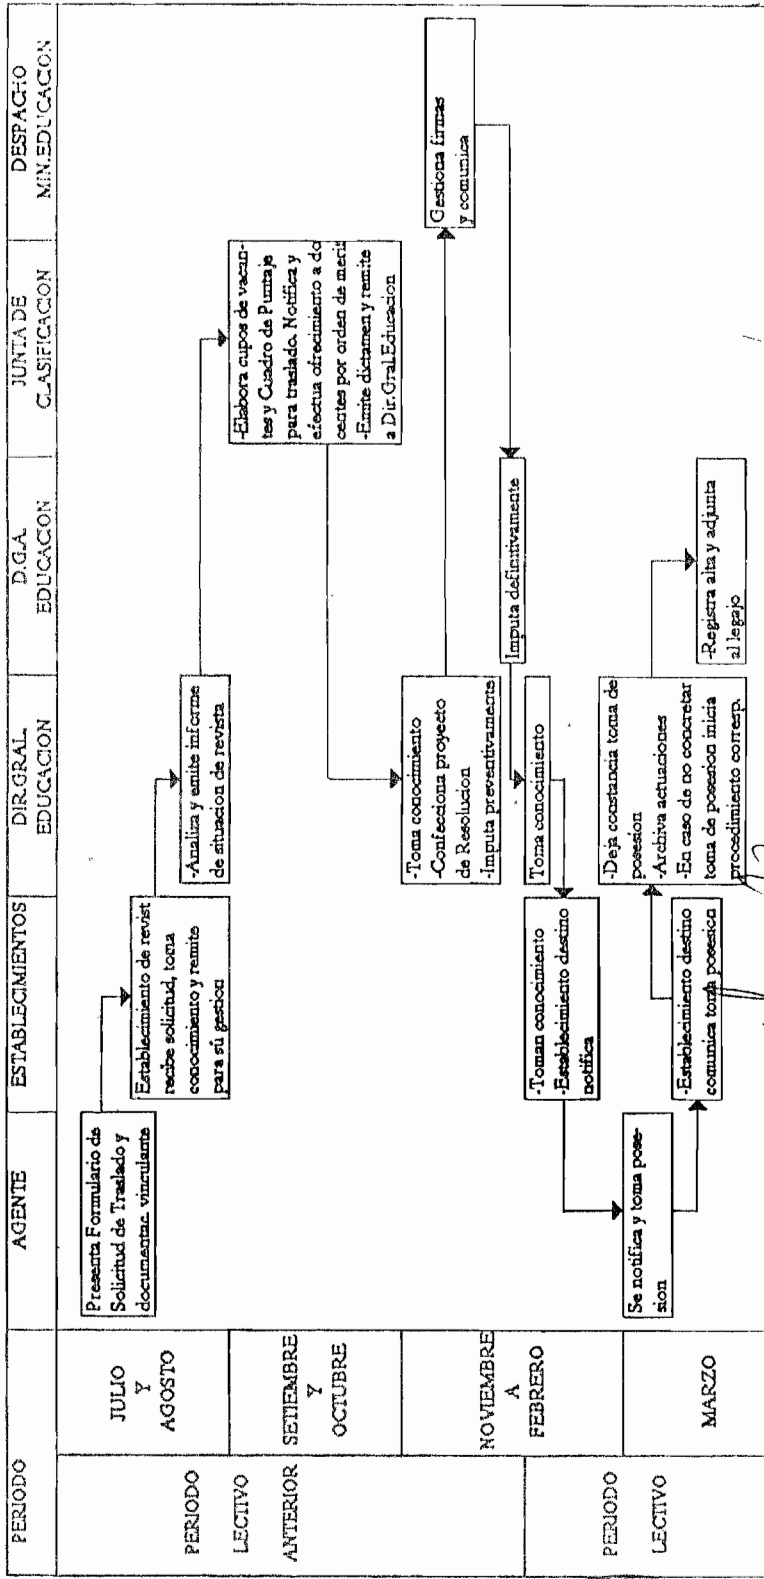 PERIODO
AGENTE
ESTABLECIMIENTOS
DIR.GRAL.
EDUCACION
D.G.A.
EDUCACION
JUNTA DE
CLASIFICACION
DESPACHO
MIN.EDUCACION
PERIODO
LECTIVO
ANTERIOR
JULIO
Y
AGOSTO
Presenta Formulario de
Solicitud de Traslado y
documentac. vinculante
Establecimiento de revist
recibe solicitud, toma
conocimiento y remite
para su gestion
-Analiza y emite informe
de situacion de revista
SETIEMBRE
Y
OCTUBRE
-Elabora cupos de vacan-
tes y Cuadro de Puntaje
para traslado. Notifica y
efectua ofrecimiento a do
centes por orden de merit
-Emite dictamen y remite
a Dir.Gral.Educacion
NOVIEMBRE
A
FEBRERO
-Toma conocimiento
-Confecciona proyecto
de Resolucion
-Imputa preventivamente
Gestiona firmas
y comunica
Imputa definitivamente
PERIODO
LECTIVO
Toma conocimiento
-Toman conocimiento
-Establecimiento destino
notifica
MARZO
Se notifica y toma pose-
sion
-Establecimiento destino
comunica toma posesion
-Deja constancia toma de
posesion
-Archiva actuaciones
-En caso de no concretar
toma de posesion inicia
procedimiento corresp.
-Registra alta y adjunta
al legajo